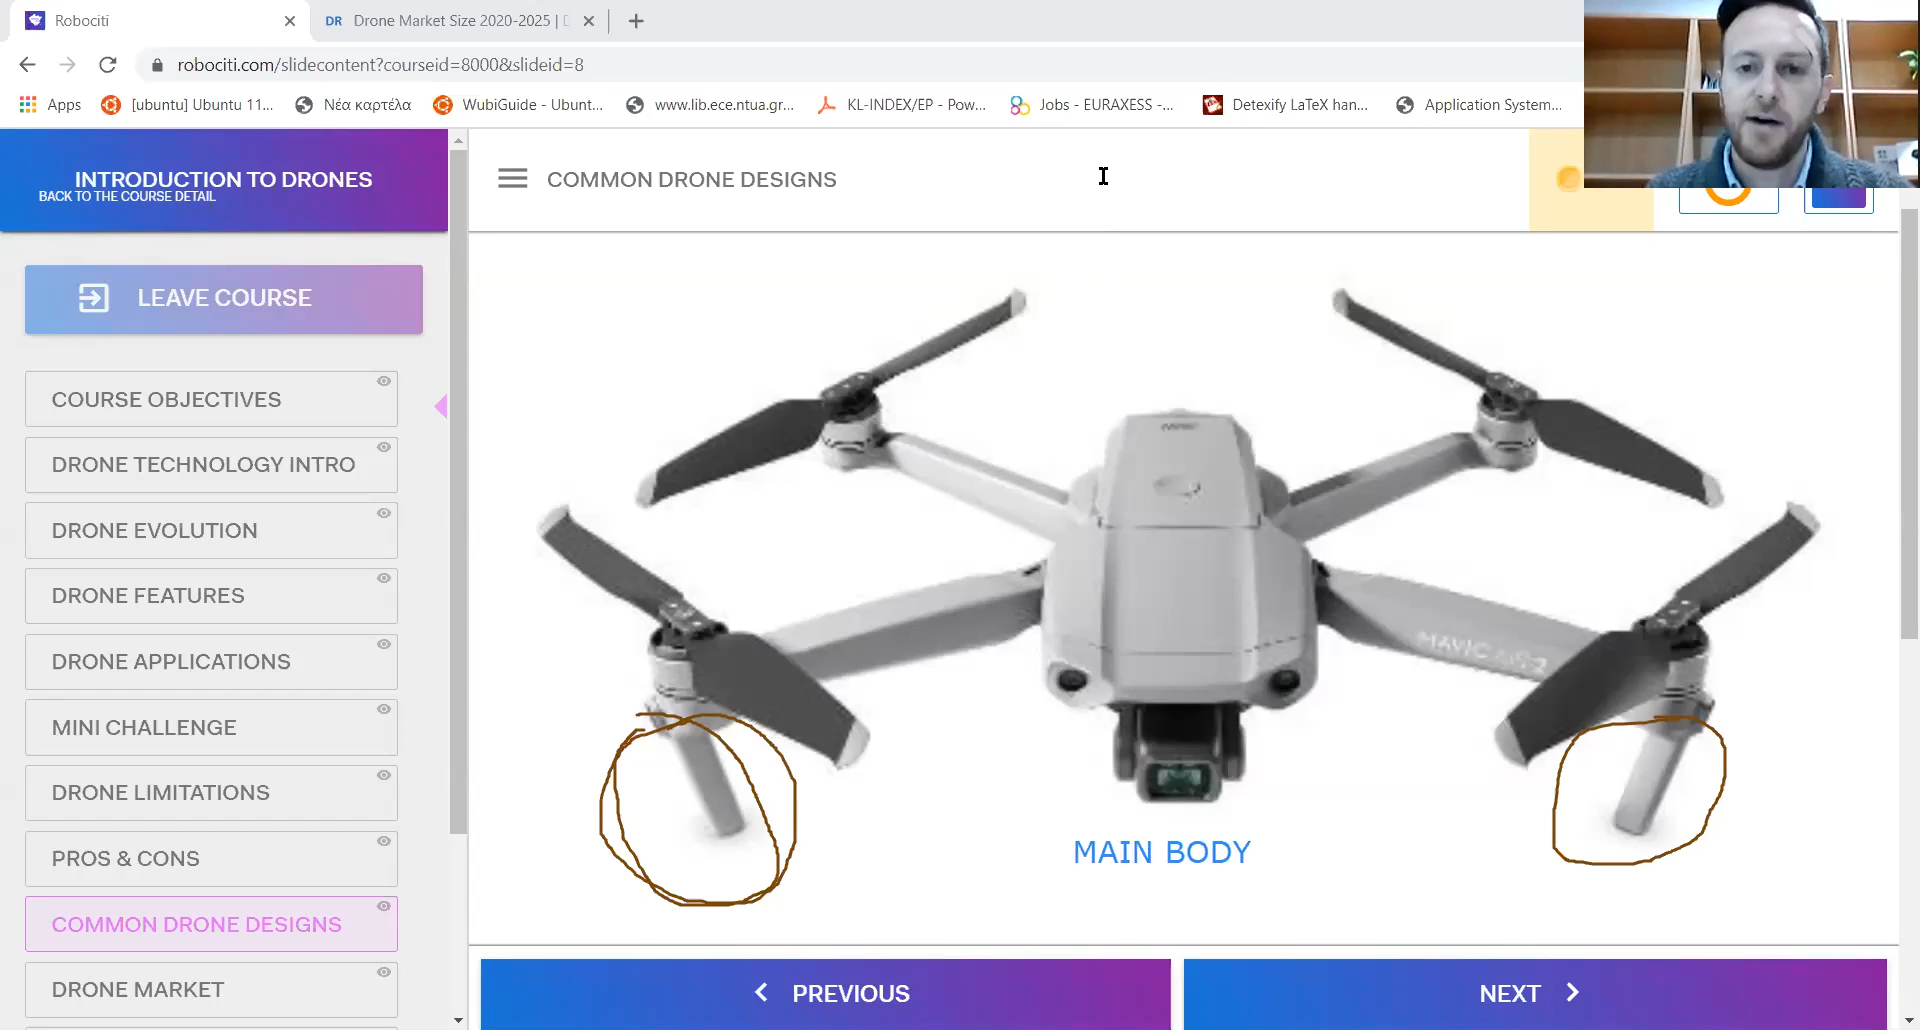 Robociti
DR Drone Market Size 2020-2025 |
robociti.com/slidecontent?courseid=8000&slideid=8
Apps
[ubuntu] Ubuntu 11...
Νέα καρτέλα
WubiGuide - Ubunt...
www.lib.ece.ntua.gr...
KL-INDEX/EP - Pow...
Jobs - EURAXESS -...
Detexify LaTeX han...
Application System...
INTRODUCTION TO DRONES
BACK TO THE COURSE DETAIL
LEAVE COURSE
COURSE OBJECTIVES
DRONE TECHNOLOGY INTRO
DRONE EVOLUTION
DRONE FEATURES
DRONE APPLICATIONS
MINI CHALLENGE
DRONE LIMITATIONS
PROS & CONS
COMMON DRONE DESIGNS
DRONE MARKET
COMMON DRONE DESIGNS
MAVIC AIR 2
MAIN BODY
PREVIOUS
NEXT